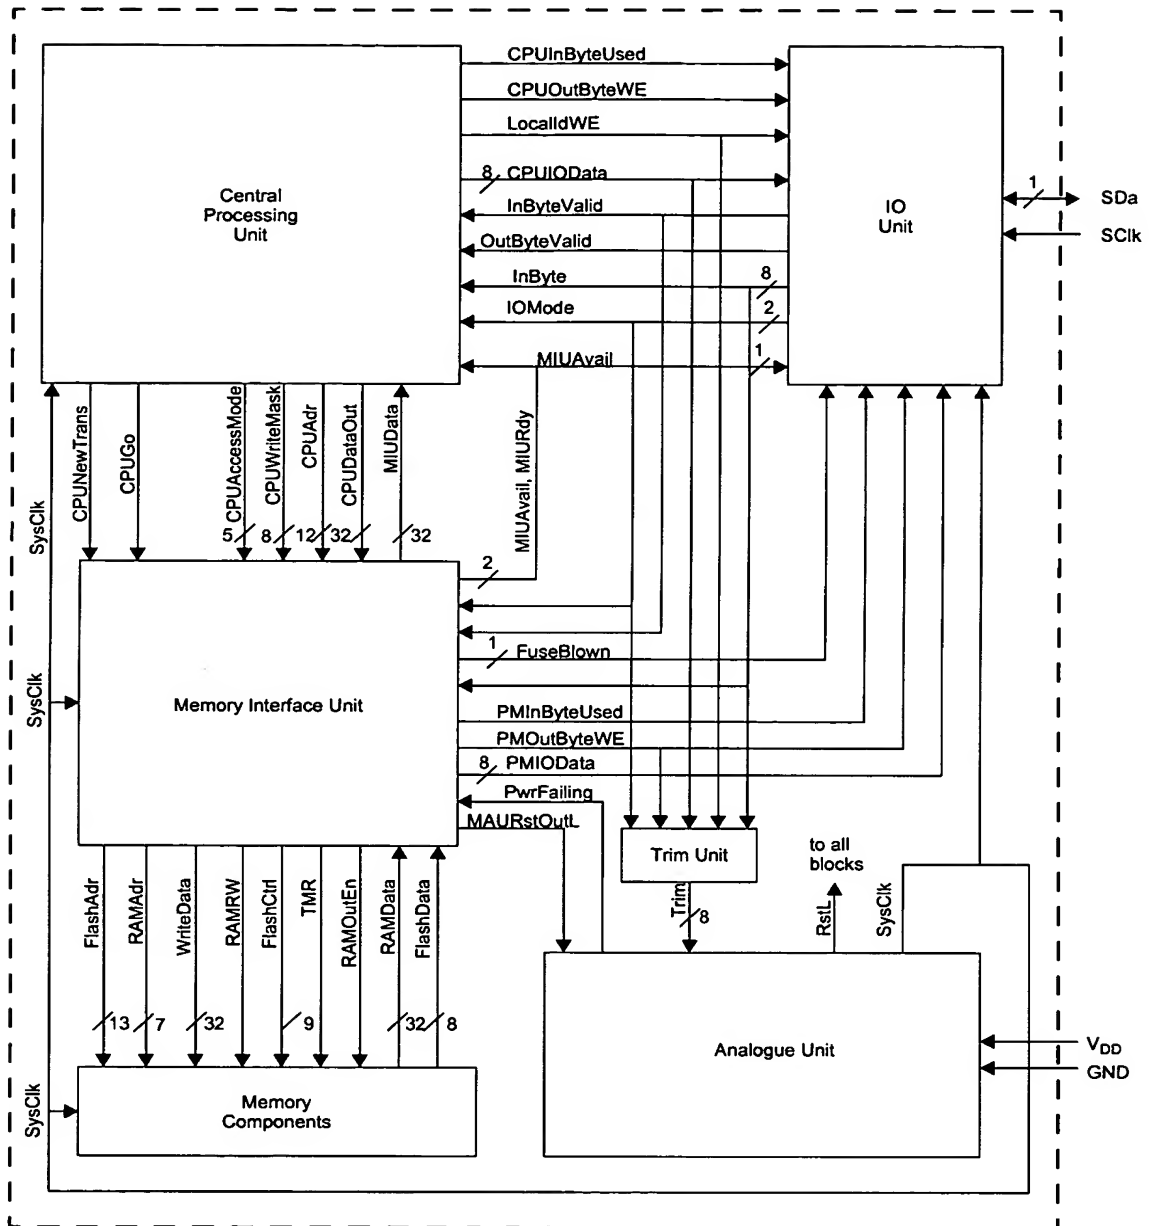 CPUInByteUsed
CPUOutByteWE
LocalIdWE
8 CPUIOData
InByteValid
OutByteValid
InByte 8
IOMode 2
MIUAvail 1
Central
Processing
Unit
IO
Unit
1
SDa
SClk
SysClk
CPUNewTrans
CPUGo
CPUAccessMode
CPUWriteMask
CPUAdr
CPUDataOut
MIUData
5 8 12 32 32
MIUAvail, MIURdy
2
1 FuseBlown
SysClk
Memory Interface Unit
PMInByteUsed
PMOutByteWE
8 PMIOData
PwrFailing
MAURstOutL
Trim Unit
to all
blocks
Trim
8
RstL
SysClk
FlashAdr
RAMAdr
WriteData
RAMRW
FlashCtrl
TMR
RAMOutEn
RAMData
FlashData
13 7 32 9 32 8
Analogue Unit
VDD
GND
SysClk
Memory
Components